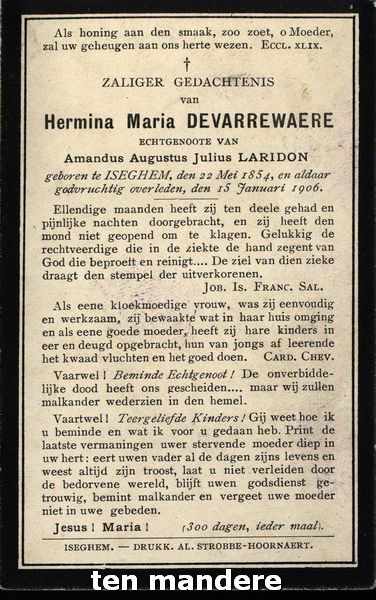 Als honing aan den smaak, zoo zoet, o Moeder,
zal uw geheugen aan ons herte wezen. ECCL. XLIX.
†
ZALIGER GEDACHTENIS
van
Hermina Maria DEVARREWAERE
ECHTGENOOTE VAN
Amandus Augustus Julius LARIDON
geboren te ISEGHEM, den 22 Mei 1854, en aldaar
godvruchtig overleden, den 15 Januari 1906.
Ellendige maanden heeft zij ten deele gehad en
pijnlijke nachten doorgebracht, en zij heeft den
mond niet geopend om te klagen. Gelukkig de
rechtveerdige die in de ziekte de hand zegent van
God die beproeft en reinigt.... De ziel van dien zieke
draagt den stempel der uitverkorenen.
JOB. IS. FRANC. SAL.
Als eene kloekmoedige vrouw, was zij eenvoudig
en werkzaam, zij bewaakte wat in haar huis omging
en als eene goede moeder, heeft zij hare kinders in
eer en deugd opgebracht, hun van jongs af leerende
het kwaad vluchten en het goed doen. CARD. CHEV.
Vaarwel! Beminde Echtgenoot! De onverbidde-
lijke dood heeft ons gescheiden.... maar wij zullen
malkander wederzien in den hemel.
Vaartwel! Teergeliefde Kinders! Gij weet hoe ik
u beminde en wat ik voor u gedaan heb. Print de
laatste vermaningen uwer stervende moeder diep in
uw hert: eert uwen vader al de dagen zijns levens en
weest altijd zijn troost, laat u niet verleiden door
de bedorvene wereld, blijft uwen godsdienst ge-
trouwig, bemint malkander en vergeet uwe moeder
niet in uwe gebeden.
Jesus! Maria! (300 dagen, ieder maal).
ISEGHEM. — DRUKK. AL. STROBBE-HOORNAERT.
ten mandere